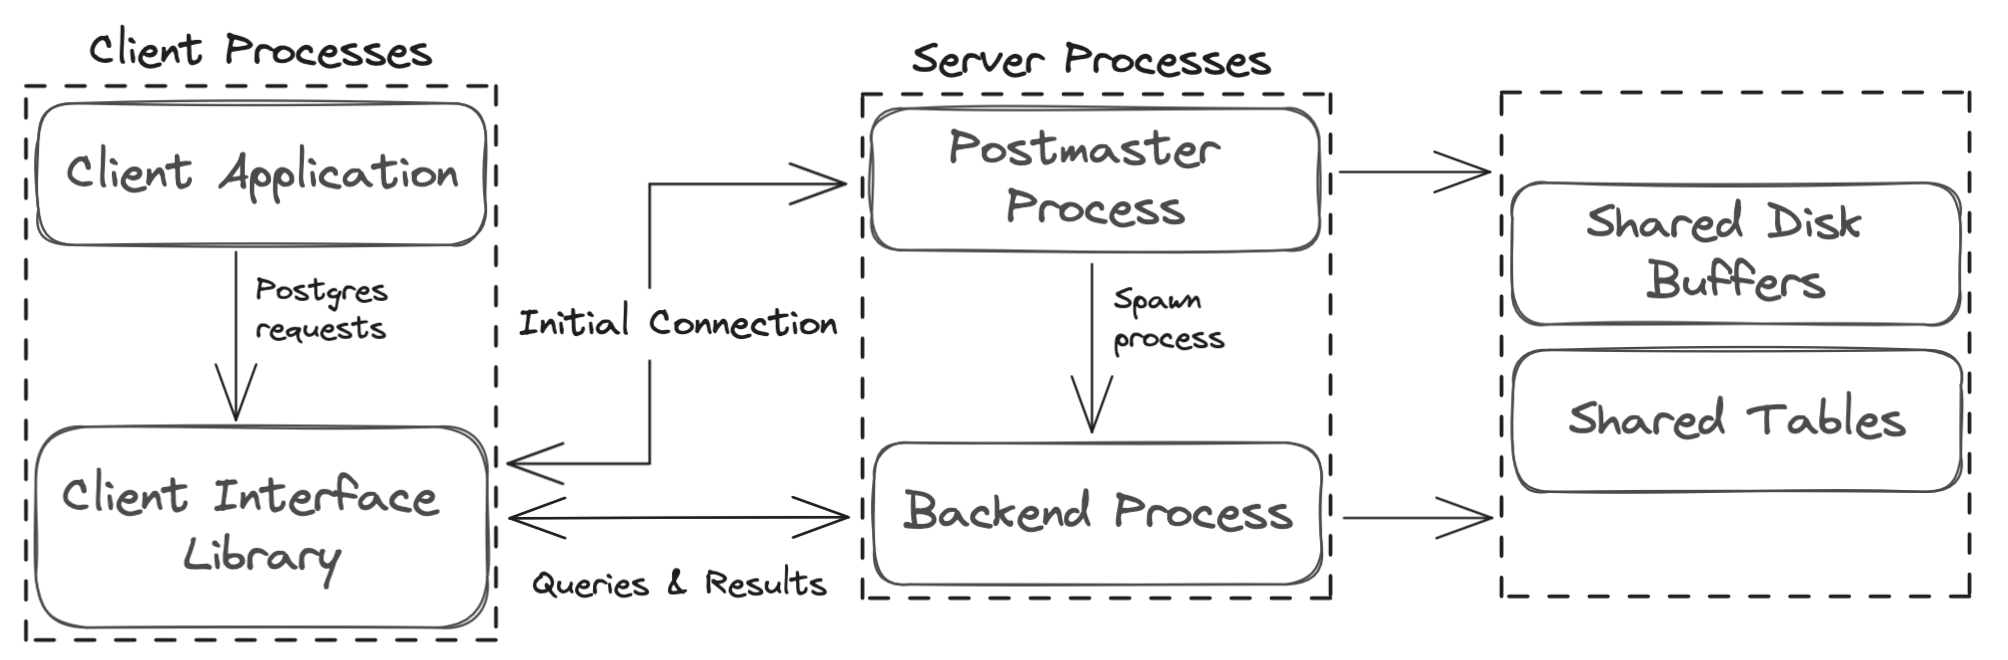 Client Processes
Client Application
Postgres
requests
Client Interface
Library
Initial Connection
Queries & Results
Server Processes
Postmaster
Process
Spawn
process
Backend Process
Shared Disk
Buffers
Shared Tables